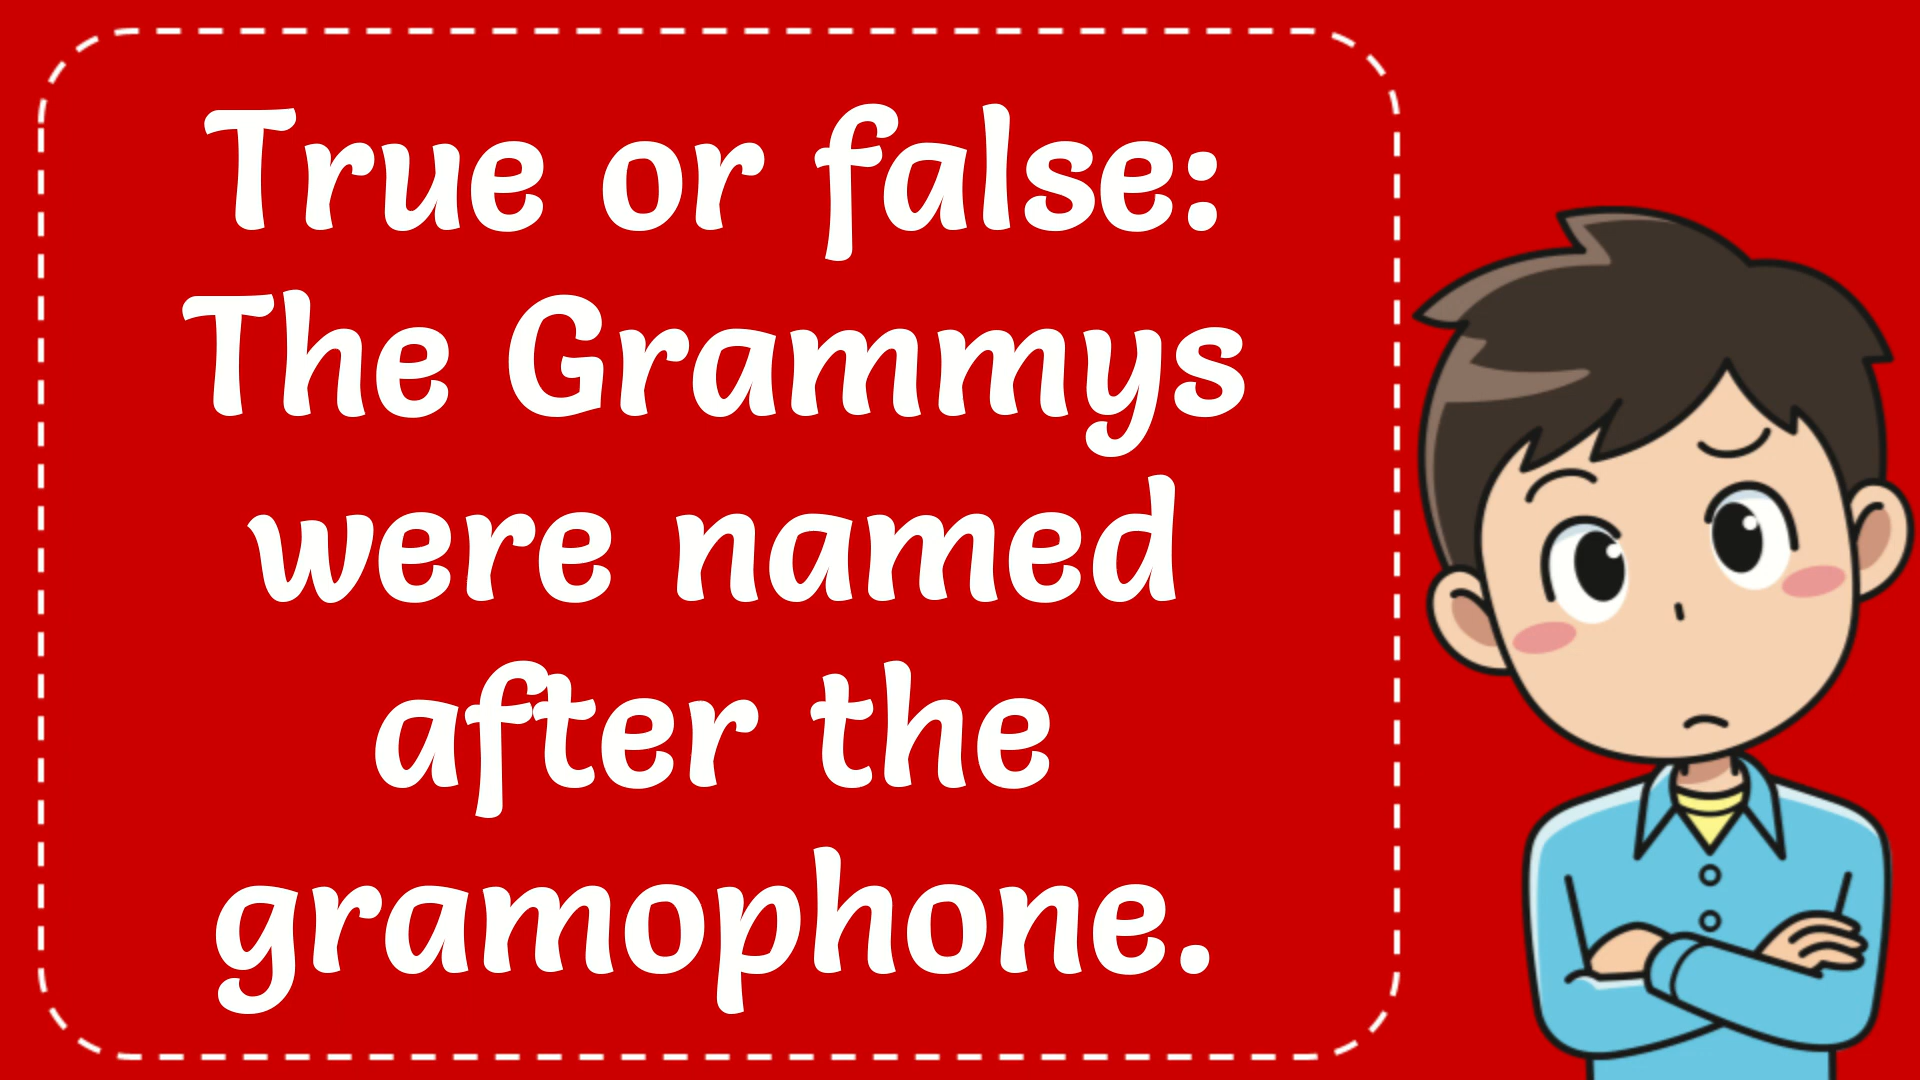 True or false:
The Grammys
were named
after the
gramophone.